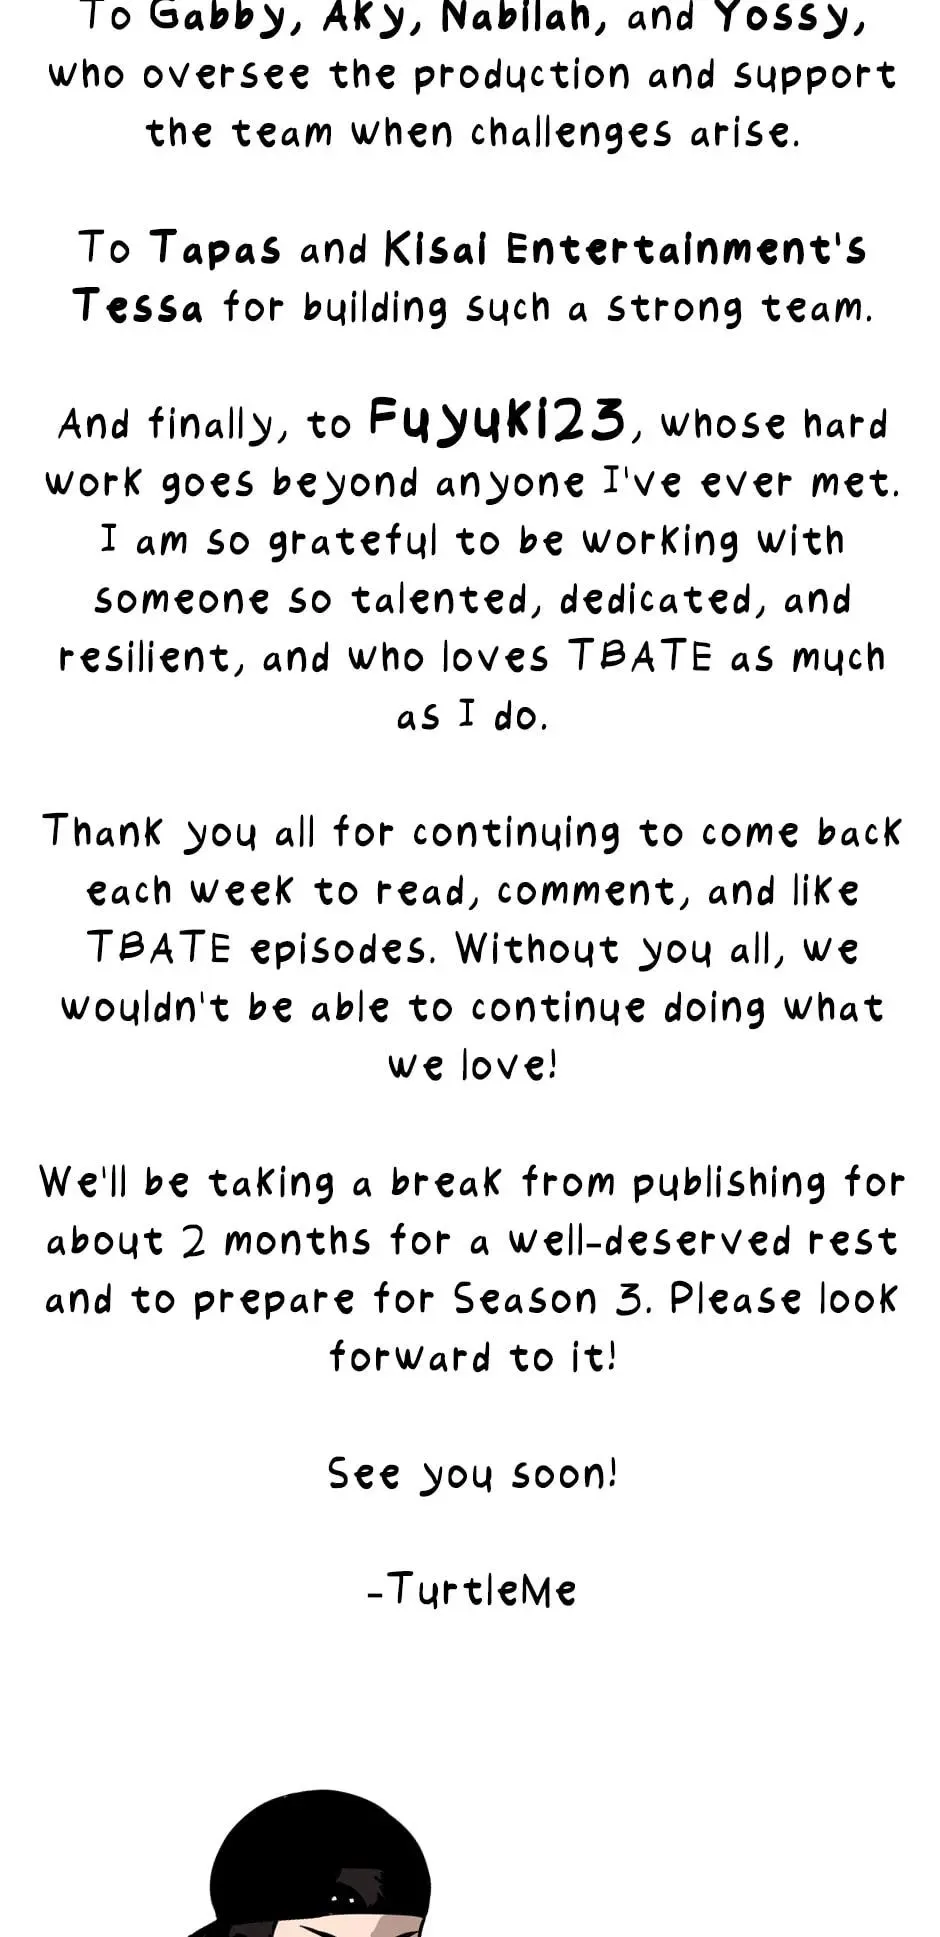 To Gabby, Aky, Nabilah, and Yossy,
who oversee the production and support
the team when challenges arise.
To Tapas and Kisai Entertainment's
Tessa for building such a strong team.
And finally, to Fuyuki23, whose hard
work goes beyond anyone I've ever met.
I am so grateful to be working with
someone so talented, dedicated, and
resilient, and who loves TBATE as much
as I do.
Thank you all for continuing to come back
each week to read, comment, and like
TBATE episodes. Without you all, we
wouldn't be able to continue doing what
we love!
We'll be taking a break from publishing for
about 2 months for a well-deserved rest
and to prepare for Season 3. Please look
forward to it!
See you soon!
-TurtleMe